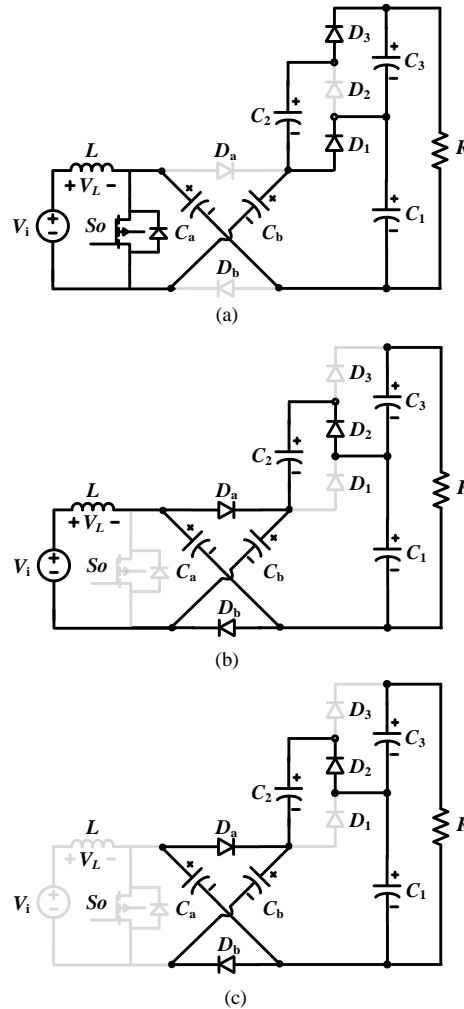 D3
+
C3
-
+
C2
-
D2
D1
R
L
Da
+ VL -
+
-
+
-
+
C1
-
Vi
+
-
So
Ca
Cb
Db
(a)
D3
+
C3
-
+
C2
-
D2
D1
R
L
Da
+ VL -
+
-
+
-
+
C1
-
Vi
+
-
So
Ca
Cb
Db
(b)
D3
+
C3
-
+
C2
-
D2
D1
R
L
Da
+ VL -
+
-
+
-
+
C1
-
Vi
+
-
So
Ca
Cb
Db
(c)